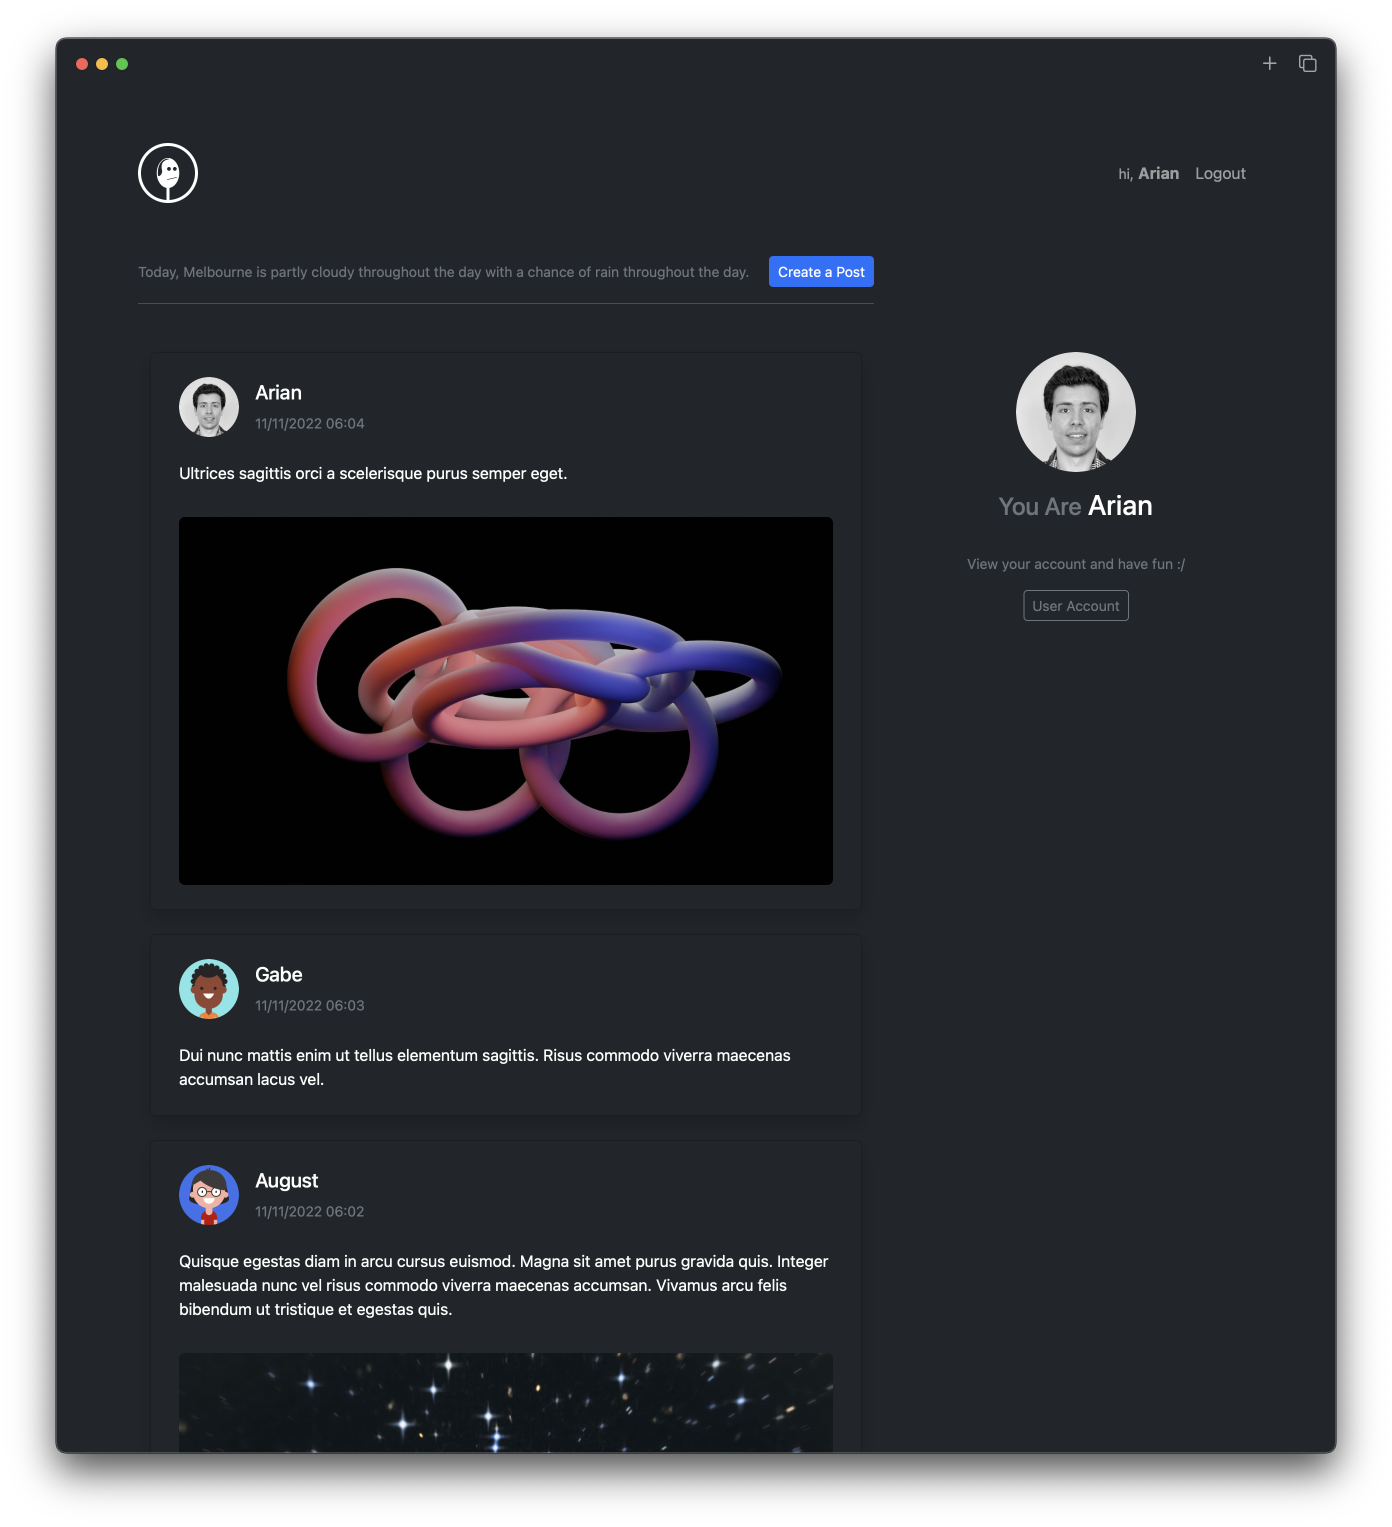 hi, Arian Logout
Today, Melbourne is partly cloudy throughout the day with a chance of rain throughout the day.
Create a Post
Arian
11/11/2022 06:04
Ultrices sagittis orci a scelerisque purus semper eget.
You Are Arian
View your account and have fun :/
User Account
Gabe
11/11/2022 06:03
Dui nunc mattis enim ut tellus elementum sagittis. Risus commodo viverra maecenas
accumsan lacus vel.
August
11/11/2022 06:02
Quisque egestas diam in arcu cursus euismod. Magna sit amet purus gravida quis. Integer
malesuada nunc vel risus commodo viverra maecenas accumsan. Vivamus arcu felis
bibendum ut tristique et egestas quis.